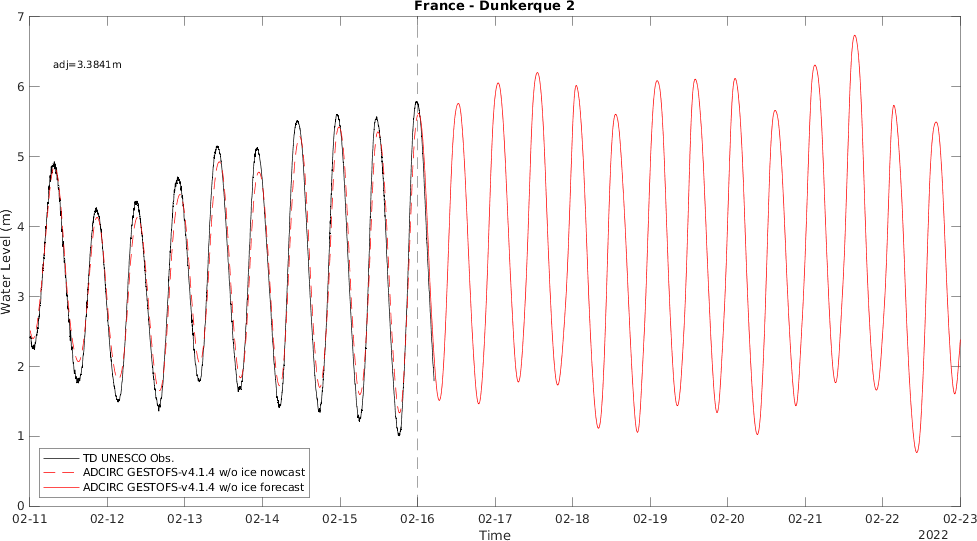 France - Dunkerque 2
adj=3.3841m
7
6
5
4
3
2
1
0
Water Level (m)
TD UNESCO Obs.
ADCIRC GESTOFS-v4.1.4 w/o ice nowcast
ADCIRC GESTOFS-v4.1.4 w/o ice forecast
02-11 02-12 02-13 02-14 02-15 02-16 02-17 02-18 02-19 02-20 02-21 02-22 02-23
Time
2022